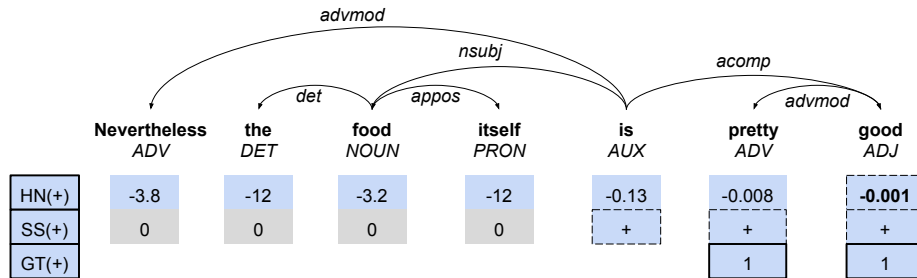 advmod
nsubj
acomp
det
appos
advmod
Nevertheless the food itself is pretty good
ADV DET NOUN PRON AUX ADV ADJ
HN(+) -3.8 -12 -3.2 -12 -0.13 -0.008 -0.001
SS(+) 0 0 0 0 + + +
GT(+) 1 1